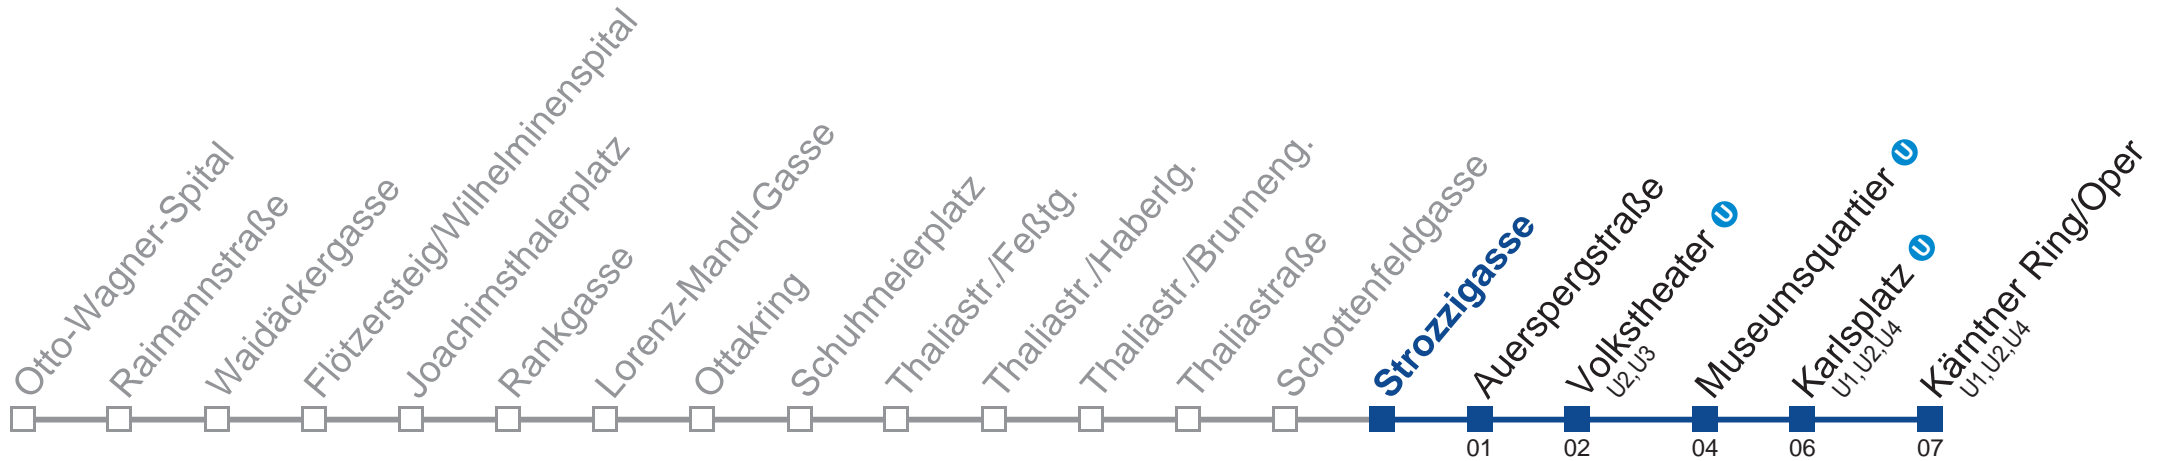 Otto-Wagner-Spital
Raimannstraße
Waidäckergasse
Flötzersteig/Wilhelminenspital
Joachimsthalerplatz
Rankgasse
Lorenz-Mandl-Gasse
Ottakring
Schuhmeierplatz
Thaliastr./Feßtg.
Thaliastr./Haberlg.
Thaliastr./Brunneng.
Thaliastraße
Schottenfeldgasse
Strozzigasse
Auerspergstraße
01
Volkstheater U
U2,U3
02
Museumsquartier U
04
Karlsplatz U
U1,U2,U4
06
Kärntner Ring/Oper
U1,U2,U4
07